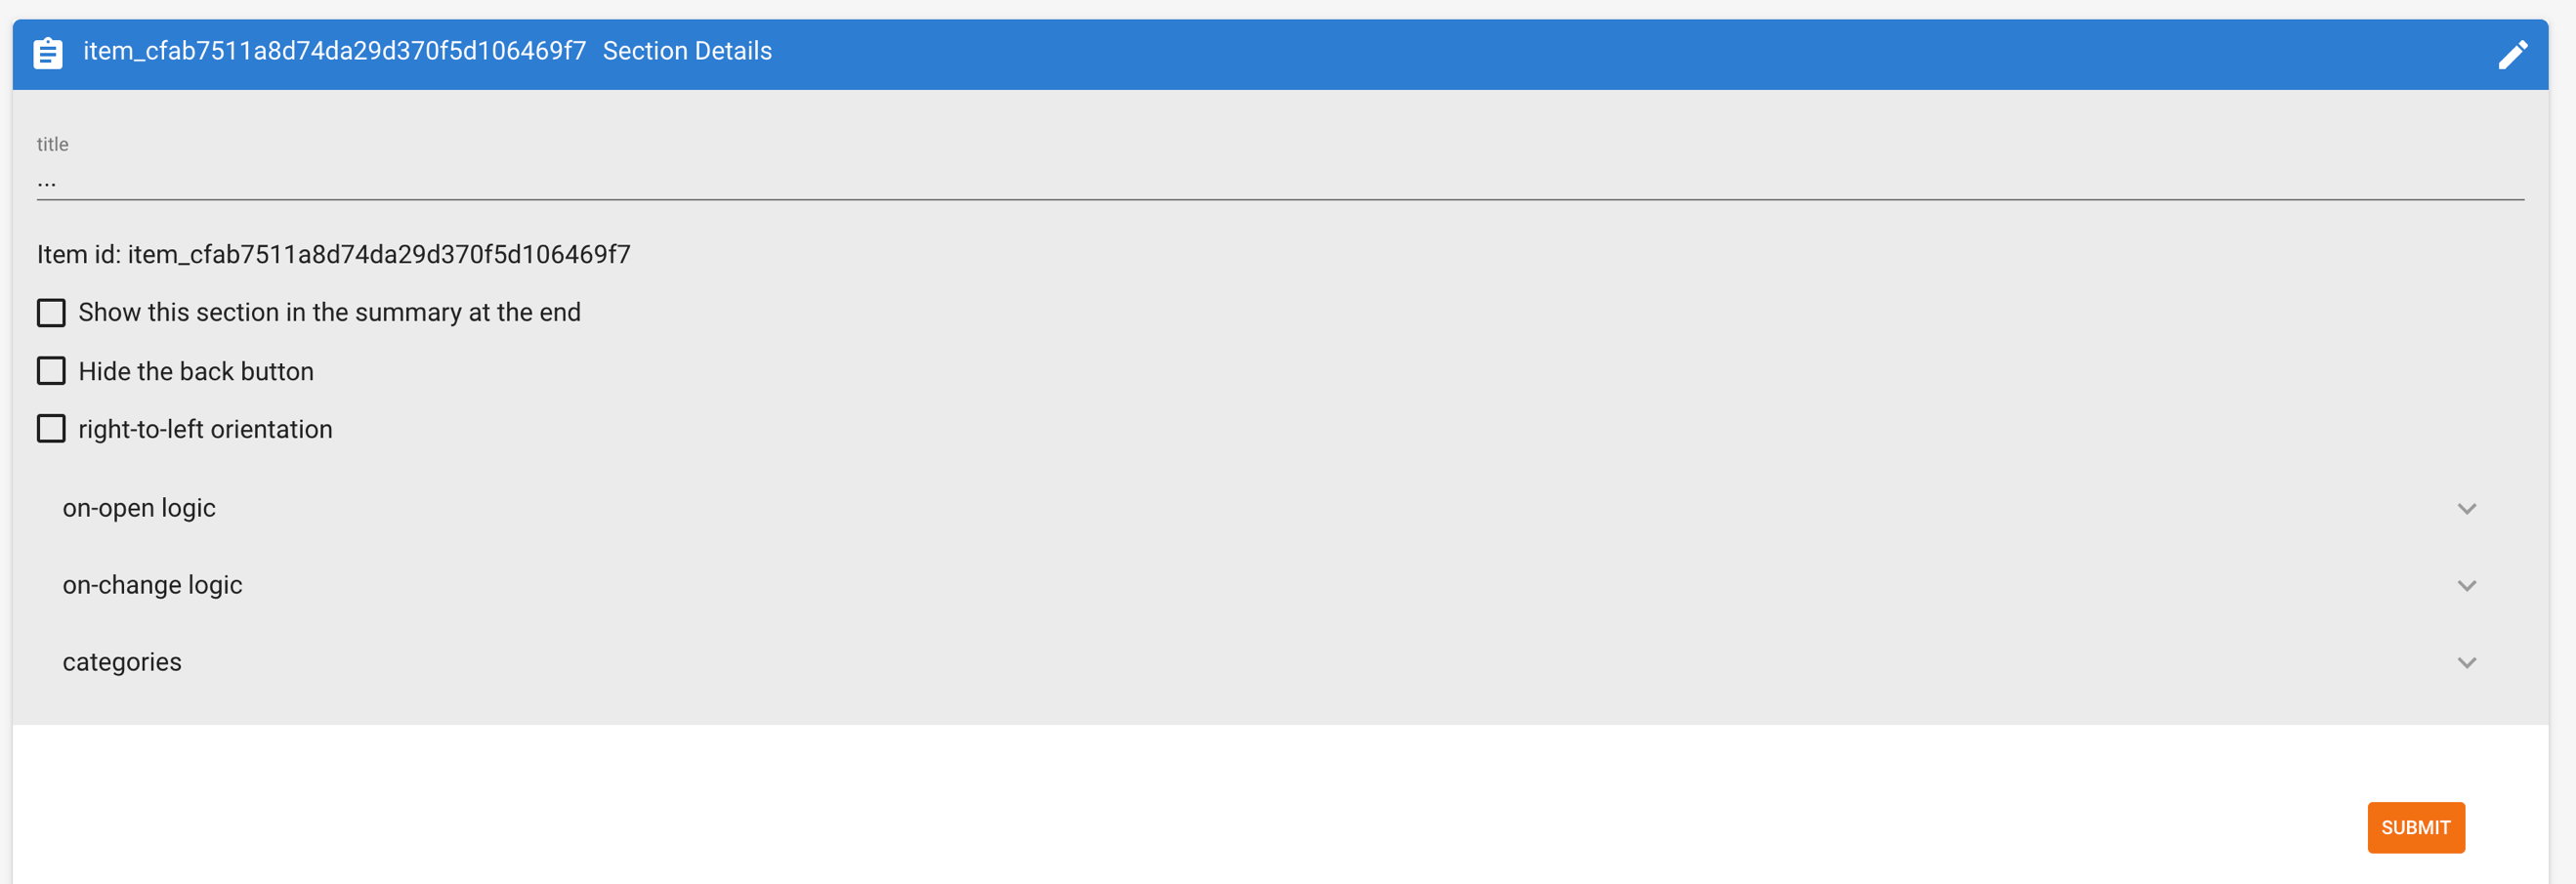 item_cfab7511a8d74da29d370f5d106469f7 Section Details
title
...
Item id: item_cfab7511a8d74da29d370f5d106469f7
Show this section in the summary at the end
Hide the back button
right-to-left orientation
on-open logic
on-change logic
categories
SUBMIT